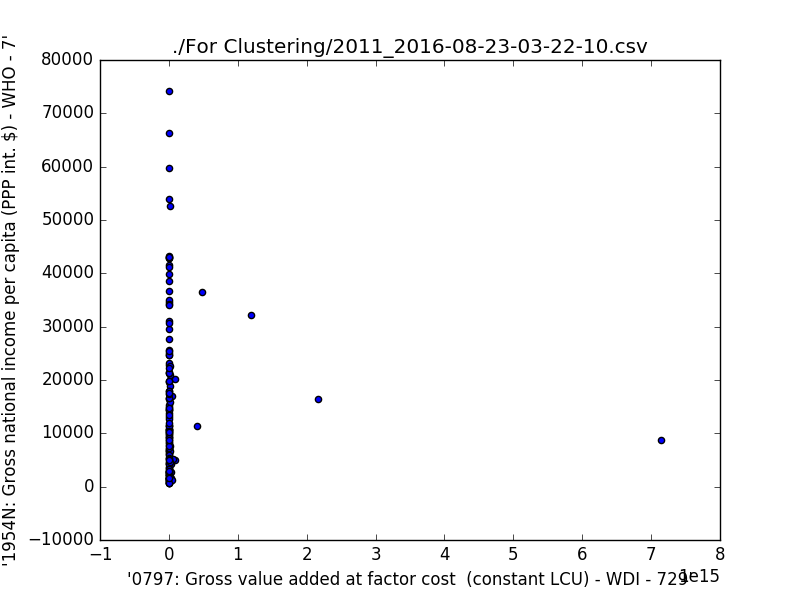 ./For Clustering/2011_2016-08-23-03-22-10.csv
'1954N: Gross national income per capita (PPP int. $) - WHO - 7'
80000
70000
60000
50000
40000
30000
20000
10000
0
−10000
−1 0 1 2 3 4 5 6 7 8
1e15
'0797: Gross value added at factor cost (constant LCU) - WDI - 729